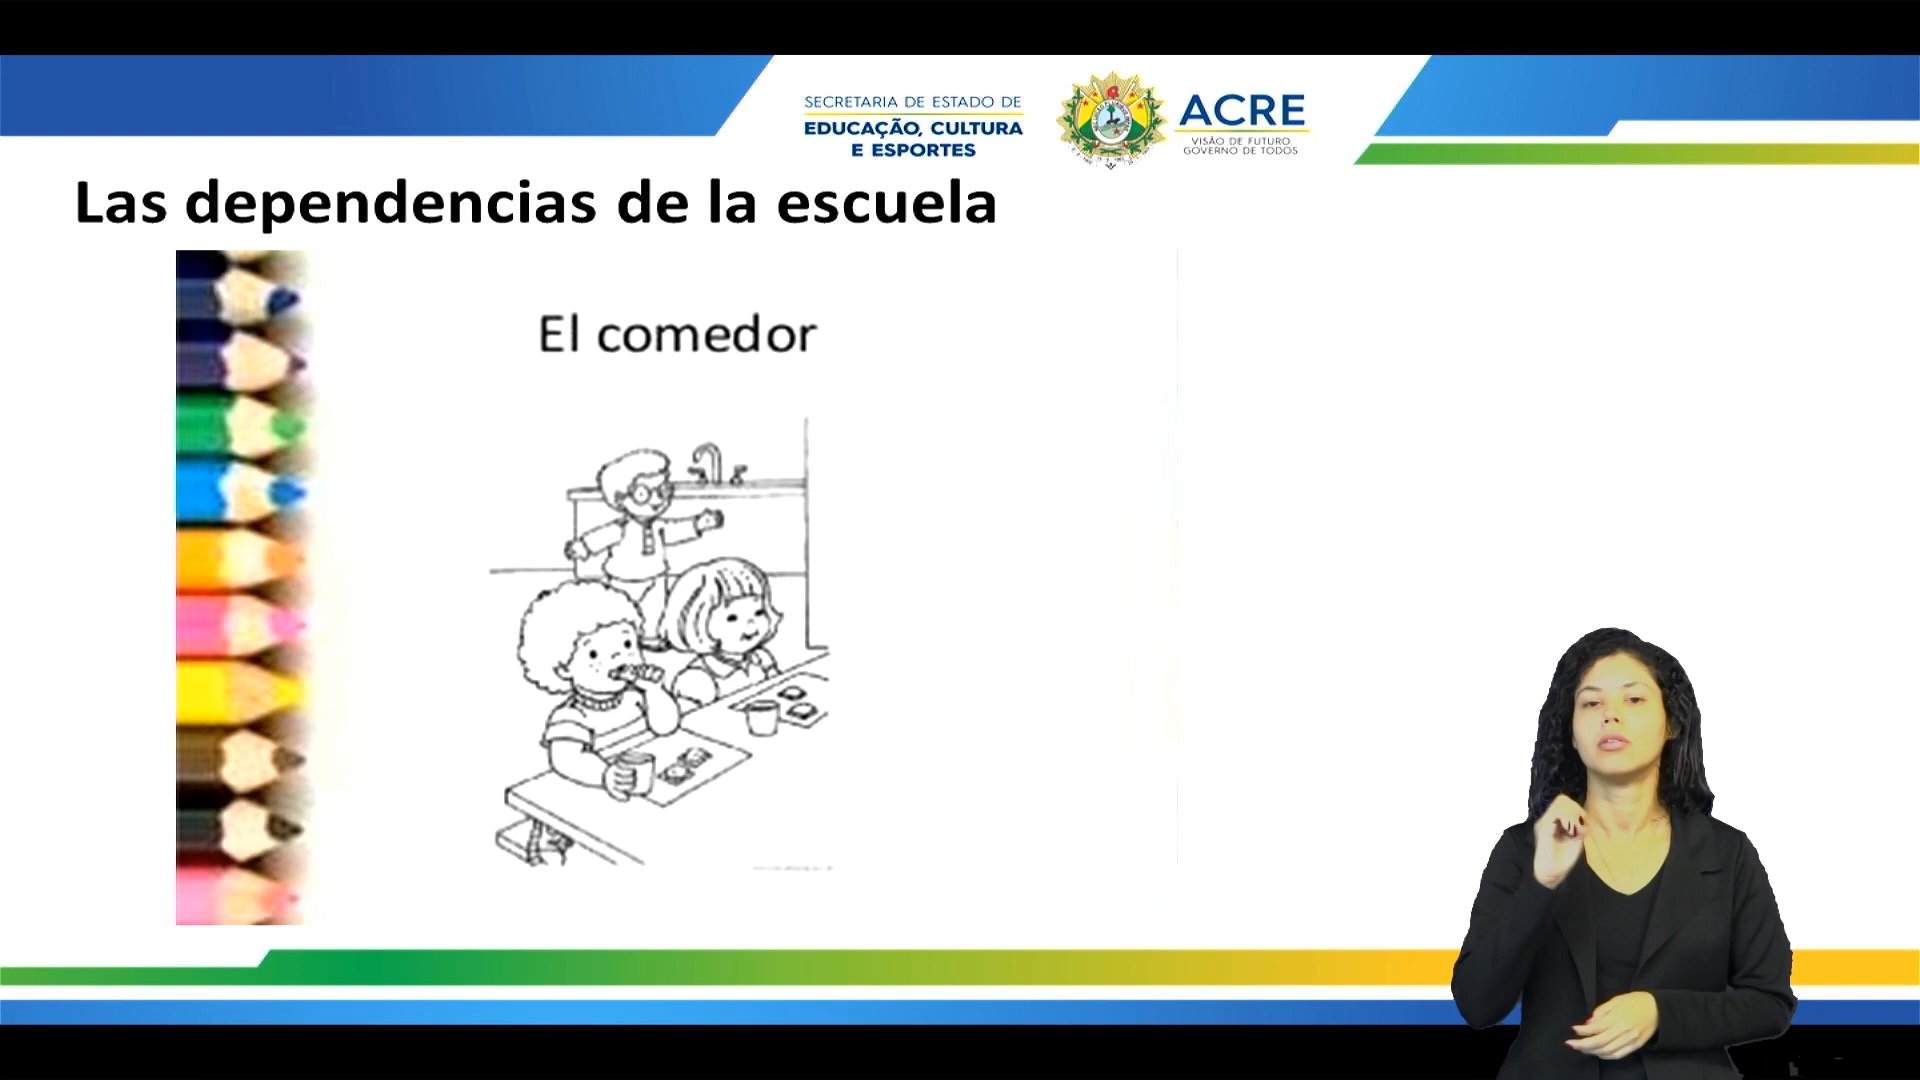 SECRETARIA DE ESTADO DE
EDUCAÇÃO, CULTURA
E ESPORTES
ACRE
VISÃO DE FUTURO
GOVERNO DE TODOS
Las dependencias de la escuela
El comedor